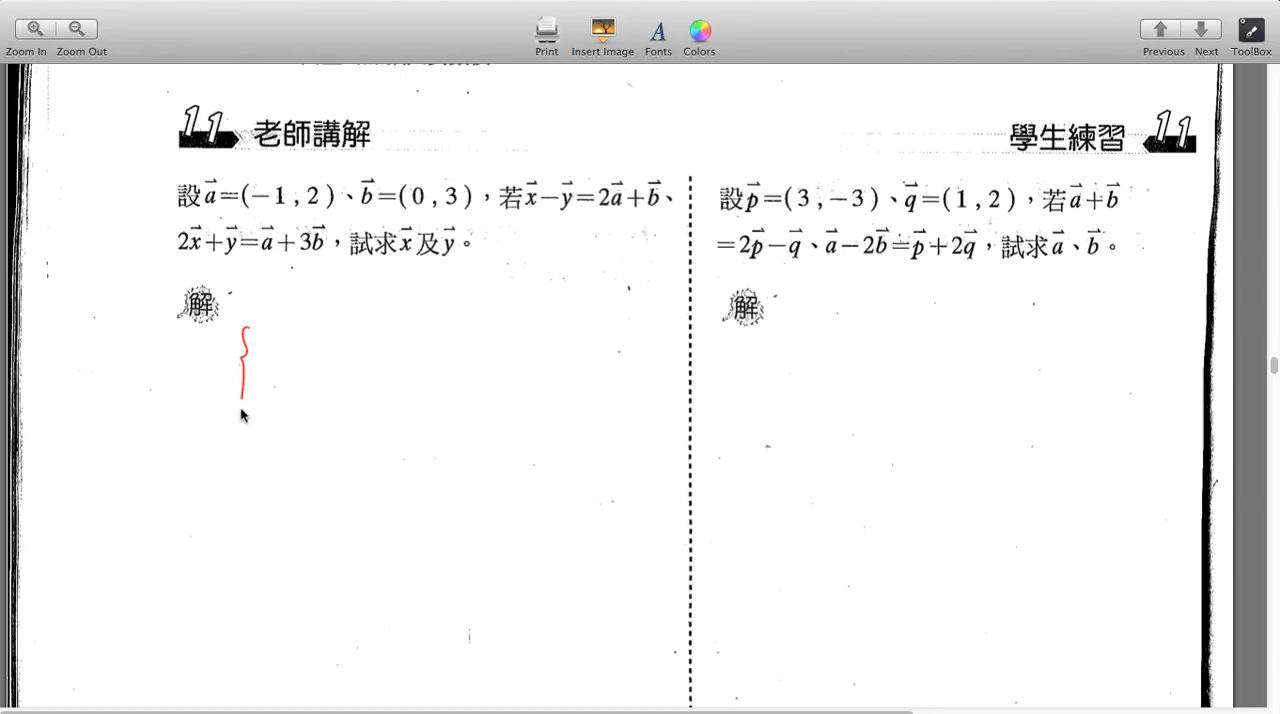 Zoom In Zoom Out Print Insert Image Fonts Colors Previous Next ToolBox
11 老師講解
設a⃗=(−1,2)、b⃗=(0,3),若x⃗−y⃗=2a⃗+b⃗、
2x⃗+y⃗=a⃗+3b⃗,試求x⃗及y⃗。
解
學生練習 11
設p⃗=(3,−3)、q⃗=(1,2),若a⃗+b⃗
=2p⃗−q⃗、a⃗−2b⃗=p⃗+2q⃗,試求a⃗、b⃗。
解